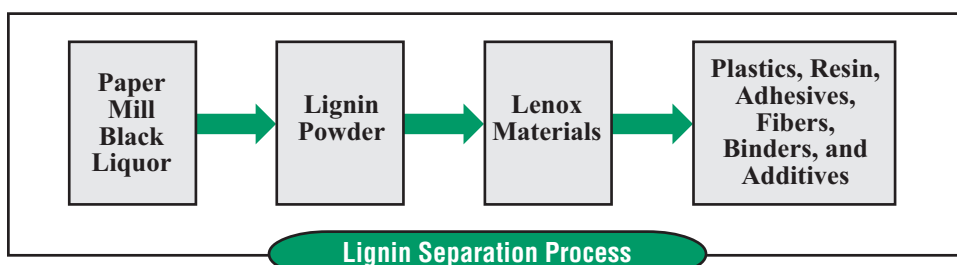 Paper
Mill
Black
Liquor
Lignin
Powder
Lenox
Materials
Plastics, Resin,
Adhesives,
Fibers,
Binders, and
Additives
Lignin Separation Process